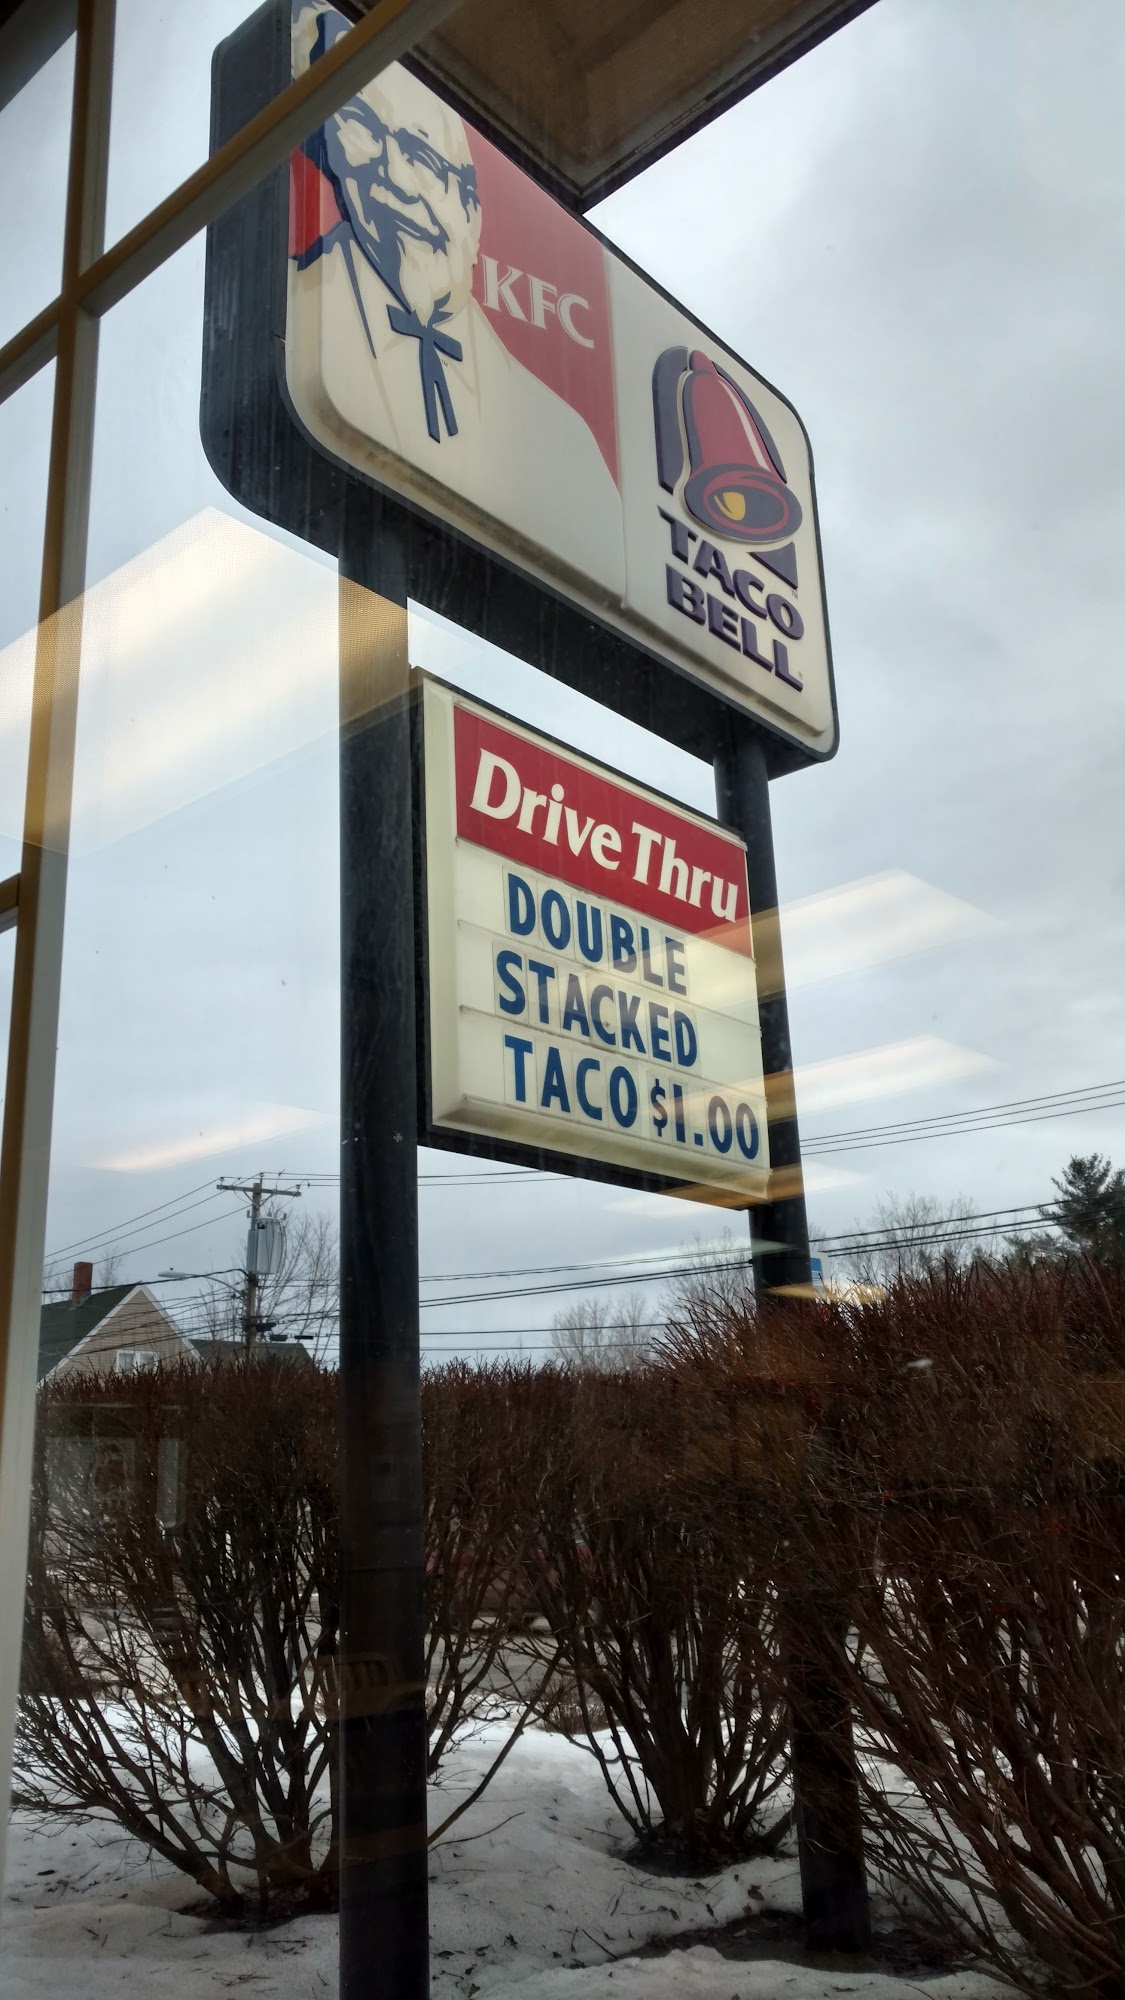 KFC
TACO
BELL
Drive Thru
DOUBLE
STACKED
TACO $1.00